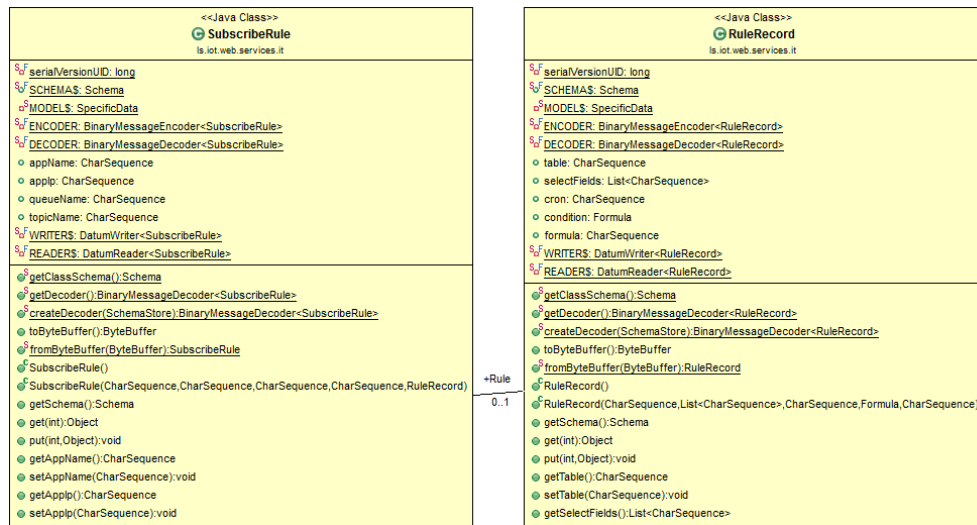 <<Java Class>>
SubscribeRule
ls.iot.web.services.it
serialVersionUID: long
SCHEMA$: Schema
MODEL$: SpecificData
ENCODER: BinaryMessageEncoder<SubscribeRule>
DECODER: BinaryMessageDecoder<SubscribeRule>
appName: CharSequence
appIp: CharSequence
queueName: CharSequence
topicName: CharSequence
WRITER$: DatumWriter<SubscribeRule>
READER$: DatumReader<SubscribeRule>
getClassSchema():Schema
getDecoder():BinaryMessageDecoder<SubscribeRule>
createDecoder(SchemaStore):BinaryMessageDecoder<SubscribeRule>
toByteBuffer():ByteBuffer
fromByteBuffer(ByteBuffer):SubscribeRule
SubscribeRule()
SubscribeRule(CharSequence,CharSequence,CharSequence,CharSequence,RuleRecord)
getSchema():Schema
get(int):Object
put(int,Object):void
getAppName():CharSequence
setAppName(CharSequence):void
getAppIp():CharSequence
setAppIp(CharSequence):void
+Rule
0..1
<<Java Class>>
RuleRecord
ls.iot.web.services.it
serialVersionUID: long
SCHEMA$: Schema
MODEL$: SpecificData
ENCODER: BinaryMessageEncoder<RuleRecord>
DECODER: BinaryMessageDecoder<RuleRecord>
table: CharSequence
selectFields: List<CharSequence>
cron: CharSequence
condition: Formula
formula: CharSequence
WRITER$: DatumWriter<RuleRecord>
READER$: DatumReader<RuleRecord>
getClassSchema():Schema
getDecoder():BinaryMessageDecoder<RuleRecord>
createDecoder(SchemaStore):BinaryMessageDecoder<RuleRecord>
toByteBuffer():ByteBuffer
fromByteBuffer(ByteBuffer):RuleRecord
RuleRecord()
RuleRecord(CharSequence,List<CharSequence>,CharSequence,Formula,CharSequence)
getSchema():Schema
get(int):Object
put(int,Object):void
getTable():CharSequence
setTable(CharSequence):void
getSelectFields():List<CharSequence>